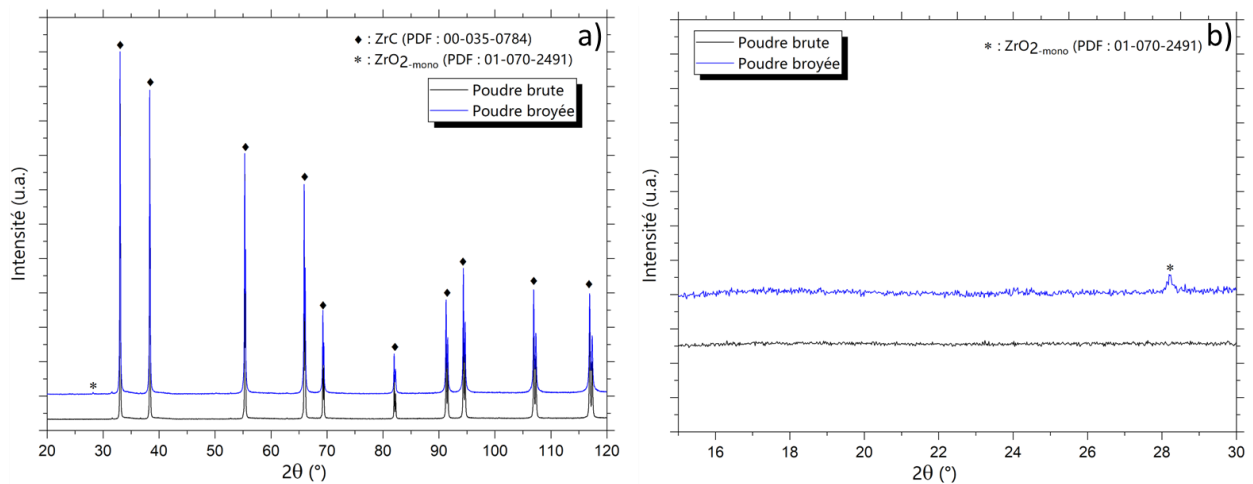 a)
♦ : ZrC (PDF : 00-035-0784)
* : ZrO2-mono (PDF : 01-070-2491)
Poudre brute
Poudre broyée
Intensité (u.a.)
20 30 40 50 60 70 80 90 100 110 120
2θ (°)
b)
Poudre brute
Poudre broyée
* : ZrO2-mono (PDF : 01-070-2491)
Intensité (u.a.)
*
16 18 20 22 24 26 28 30
2θ (°)